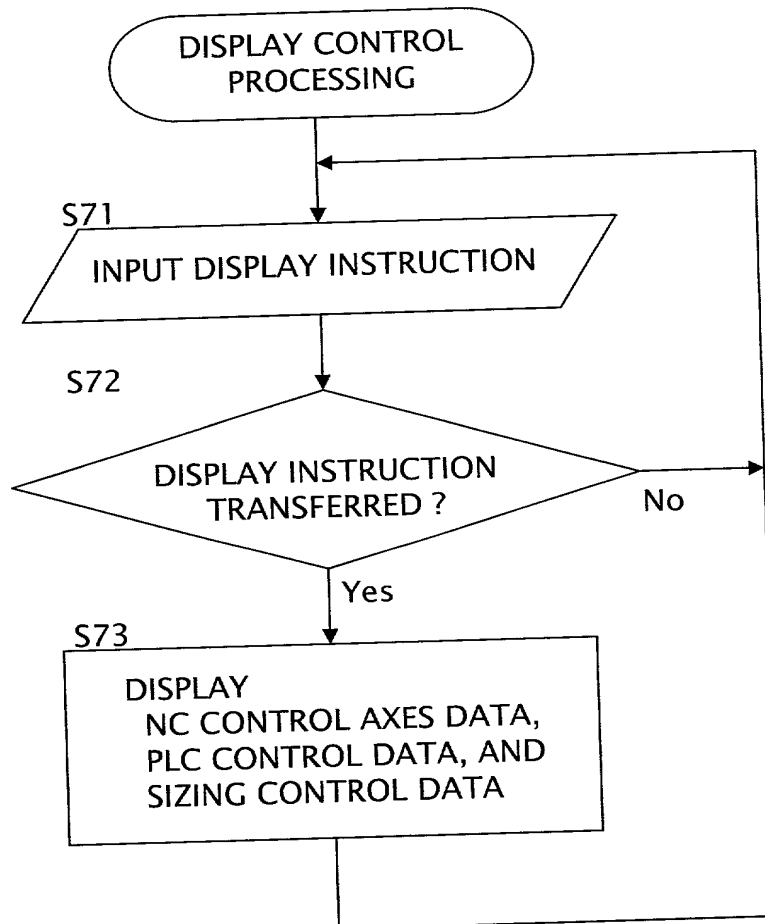 DISPLAY CONTROL
PROCESSING
S71
INPUT DISPLAY INSTRUCTION
S72
DISPLAY INSTRUCTION
TRANSFERRED ?
No
Yes
S73
DISPLAY
NC CONTROL AXES DATA,
PLC CONTROL DATA, AND
SIZING CONTROL DATA